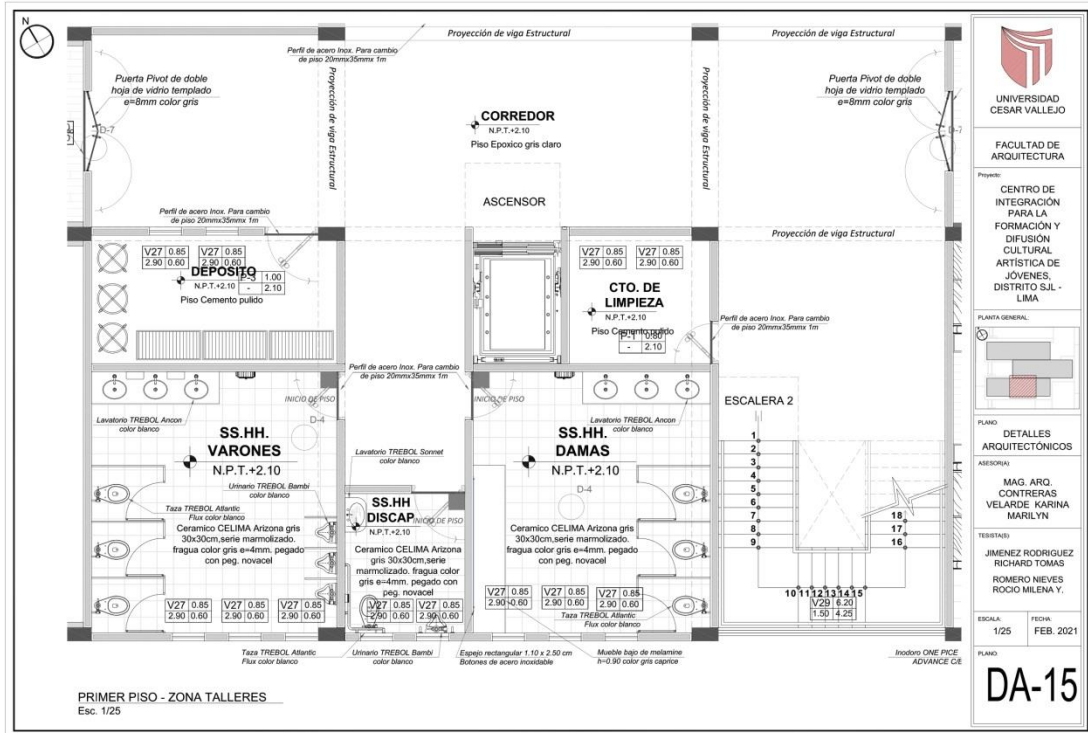 N
Proyección de viga Estructural
Proyección de viga Estructural
Perfil de acero Inox. Para cambio
de piso 20mmx35mmx 1m
Puerta Pivot de doble
hoja de vidrio templado
e=8mm color gris
D-7
Proyección de viga Estructural
CORREDOR
N.P.T.+2.10
Piso Epoxico gris claro
Proyección de viga Estructural
Puerta Pivot de doble
hoja de vidrio templado
e=8mm color gris
D-7
ASCENSOR
Perfil de acero Inox. Para cambio
de piso 20mmx35mmx 1m
Proyección de viga Estructural
V27 0.85
2.90 0.60
V27 0.85
2.90 0.60
DEPOSITO
N.P.T.+2.10
P-3 1.00
- 2.10
Piso Cemento pulido
V27 0.85
2.90 0.60
V27 0.85
2.90 0.60
CTO. DE
LIMPIEZA
N.P.T.+2.10
Piso Cemento pulido
P-1 0.80
- 2.10
Perfil de acero Inox. Para cambio
de piso 20mmx35mmx 1m
Perfil de acero Inox. Para cambio
de piso 20mmx35mmx 1m
INICIO DE PISO
INICIO DE PISO
Lavatorio TREBOL Ancon
color blanco
D-4
SS.HH.
VARONES
N.P.T.+2.10
Lavatorio TREBOL Sonnet
color blanco
Urinario TREBOL Bambi
color blanco
Taza TREBOL Atlantic
Flux color blanco
Ceramico CELIMA Arizona gris
30x30cm,serie marmolizado.
fragua color gris e=4mm. pegado
con peg. novacel
V27 0.85
2.90 0.60
V27 0.85
2.90 0.60
V27 0.85
2.90 0.60
SS.HH
DISCAP
N.P.T.+2.10
INICIO DE PISO
Ceramico CELIMA Arizona
gris 30x30cm,serie
marmolizado. fragua color
gris e=4mm. pegado con
peg. novacel
V27 0.85
2.90 0.60
V27 0.85
2.90 0.60
Lavatorio TREBOL Ancon
color blanco
SS.HH.
DAMAS
N.P.T.+2.10
D-4
Ceramico CELIMA Arizona gris
30x30cm,serie marmolizado.
fragua color gris e=4mm. pegado
con peg. novacel
V27 0.85
2.90 0.60
V27 0.85
2.90 0.60
V27 0.85
2.90 0.60
Taza TREBOL Atlantic
Flux color blanco
ESCALERA 2
1
2
3
4
5
6
7
8
9
18
17
16
10 11 12 13 14 15
V29 6.20
1.50 4.25
Taza TREBOL Atlantic
Flux color blanco
Urinario TREBOL Bambi
color blanco
Espejo rectangular 1.10 x 2.50 cm
Botones de acero inoxidable
Mueble bajo de melamine
h=0.90 color gris caprice
Inodoro ONE PICE
ADVANCE C/E
PRIMER PISO - ZONA TALLERES
Esc. 1/25
UNIVERSIDAD
CESAR VALLEJO
FACULTAD DE
ARQUITECTURA
Proyecto:
CENTRO DE
INTEGRACIÓN
PARA LA
FORMACIÓN Y
DIFUSIÓN
CULTURAL
ARTÍSTICA DE
JÓVENES,
DISTRITO SJL -
LIMA
PLANTA GENERAL:
PLANO
DETALLES
ARQUITECTÓNICOS
ASESOR(A)
MAG. ARQ.
CONTRERAS
VELARDE KARINA
MARILYN
TESISTA(S)
JIMENEZ RODRIGUEZ
RICHARD TOMAS
ROMERO NIEVES
ROCIO MILENA Y.
ESCALA:
1/25
FECHA:
FEB. 2021
PLANO:
DA-15